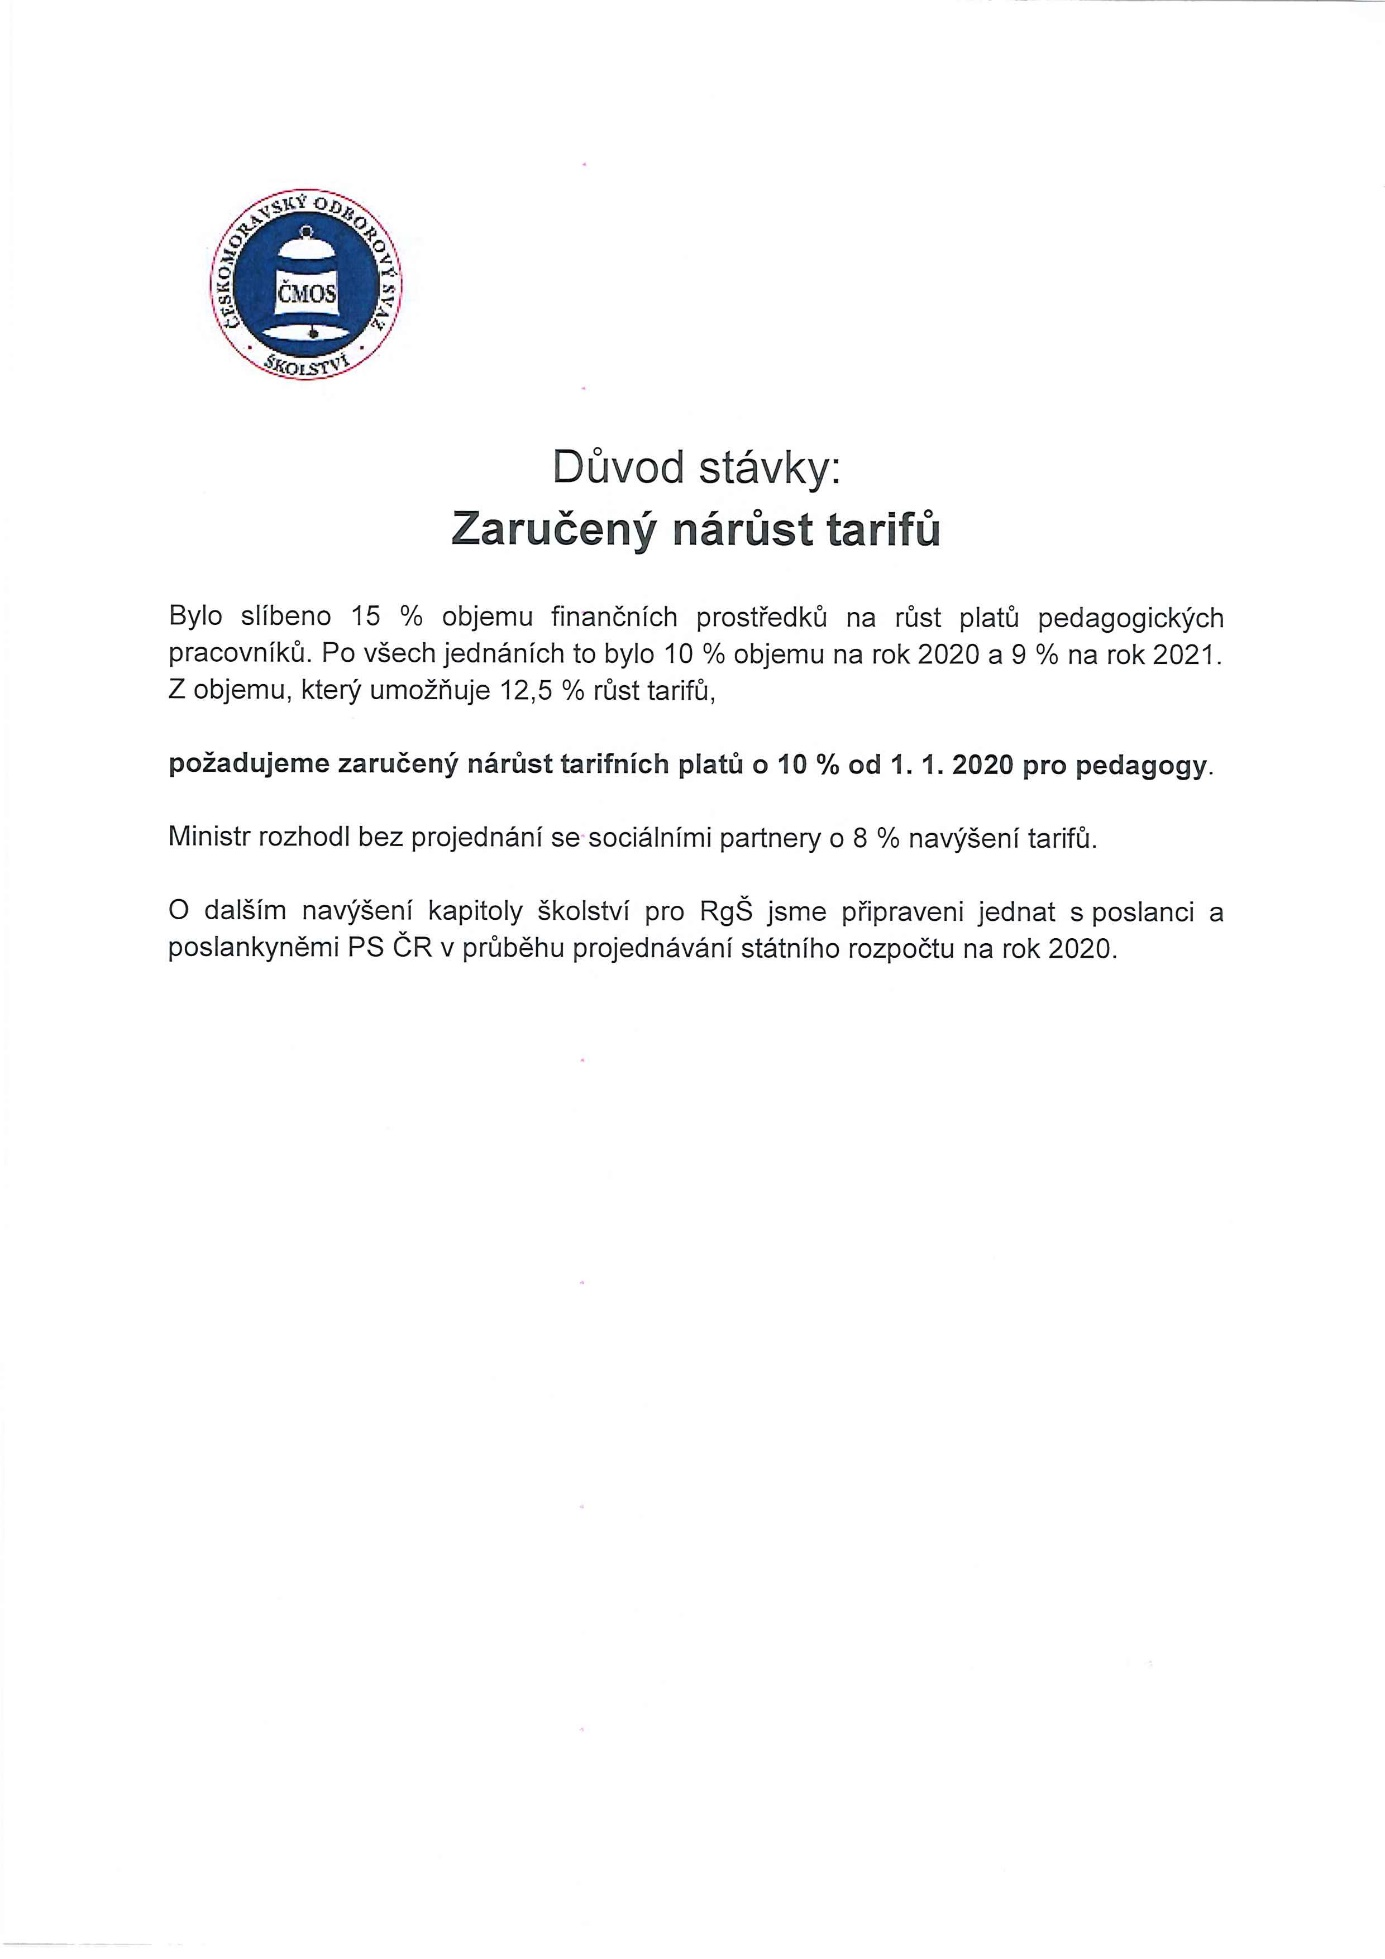 ČESKOMORAVSKÝ ODBOROVÝ SVAZ
ČMOS
ŠKOLSTVÍ
Důvod stávky:
Zaručený nárůst tarifů
Bylo slíbeno 15 % objemu finančních prostředků na růst platů pedagogických
pracovníků. Po všech jednáních to bylo 10 % objemu na rok 2020 a 9 % na rok 2021.
Z objemu, který umožňuje 12,5 % růst tarifů,
požadujeme zaručený nárůst tarifních platů o 10 % od 1. 1. 2020 pro pedagogy.
Ministr rozhodl bez projednání se sociálními partnery o 8 % navýšení tarifů.
O dalším navýšení kapitoly školství pro RgŠ jsme připraveni jednat s poslanci a
poslankyněmi PS ČR v průběhu projednávání státního rozpočtu na rok 2020.